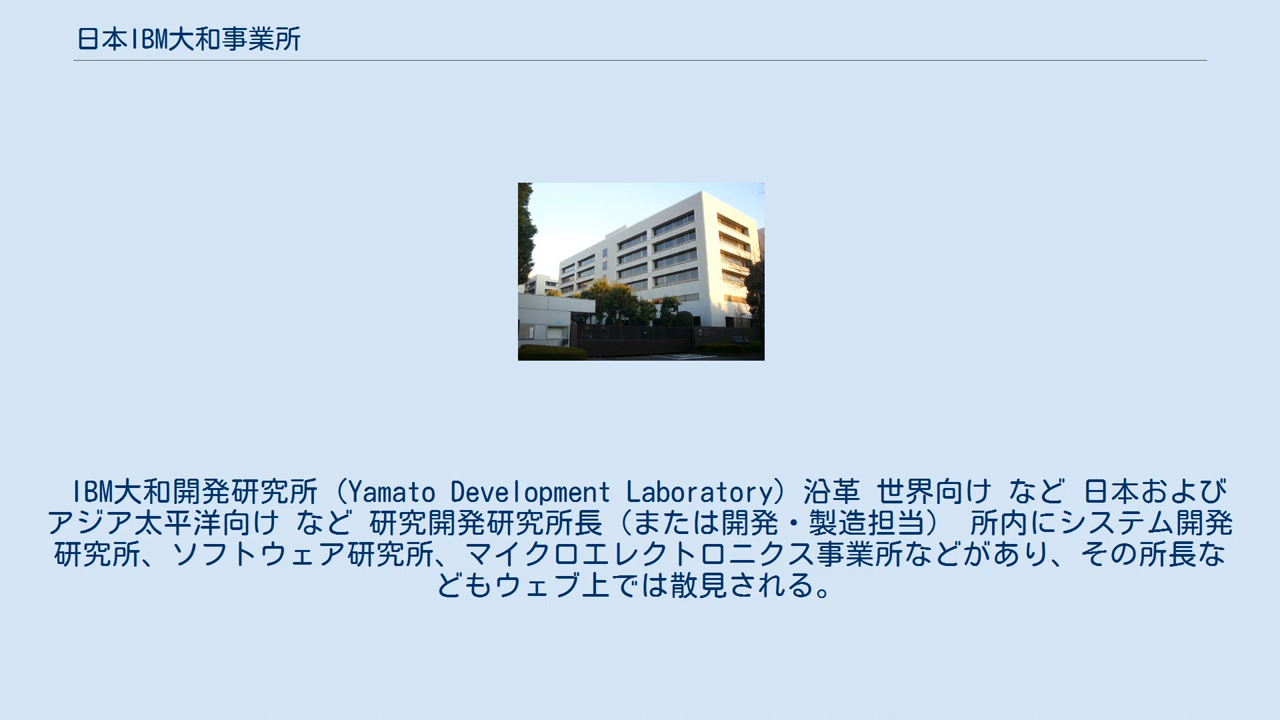 日本IBM大和事業所
IBM大和開発研究所（Yamato Development Laboratory）沿革 世界向け など 日本および
アジア太平洋向け など 研究開発研究所長（または開発・製造担当） 所内にシステム開発
研究所、ソフトウェア研究所、マイクロエレクトロニクス事業所などがあり、その所長な
どもウェブ上では散見される。